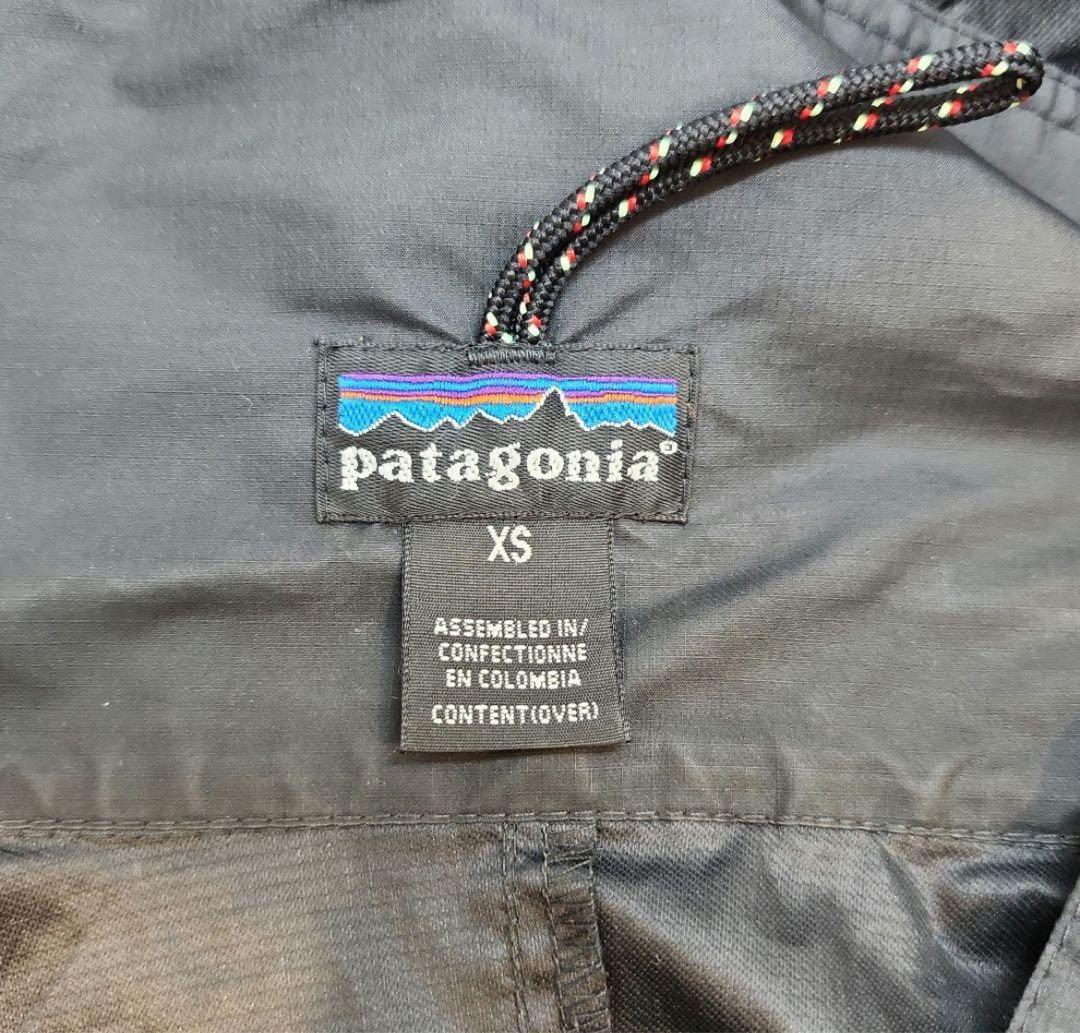 patagonia®
XS
ASSEMBLED IN/
CONFECTIONNE
EN COLOMBIA
CONTENT(OVER)